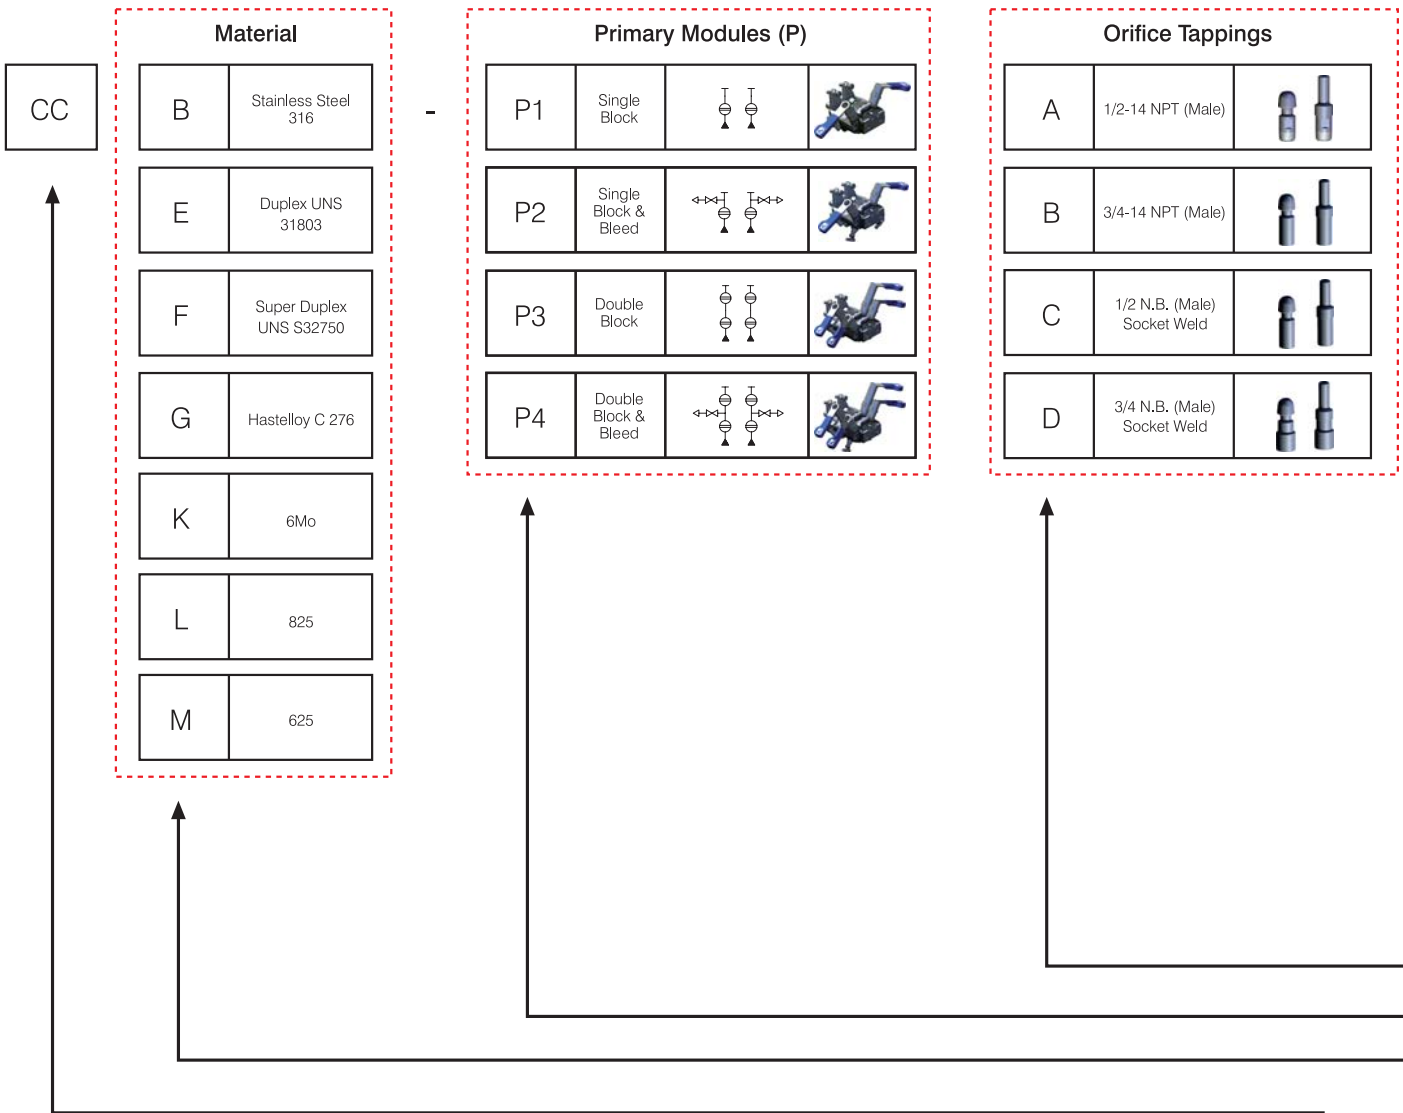 Material
Primary Modules (P)
Orifice Tappings
CC
B
Stainless Steel
316
-
P1
Single
Block
A
1/2-14 NPT (Male)
E
Duplex UNS
31803
P2
Single
Block &
Bleed
B
3/4-14 NPT (Male)
F
Super Duplex
UNS S32750
P3
Double
Block
C
1/2 N.B. (Male)
Socket Weld
G
Hastelloy C 276
P4
Double
Block &
Bleed
D
3/4 N.B. (Male)
Socket Weld
K
6Mo
L
825
M
625